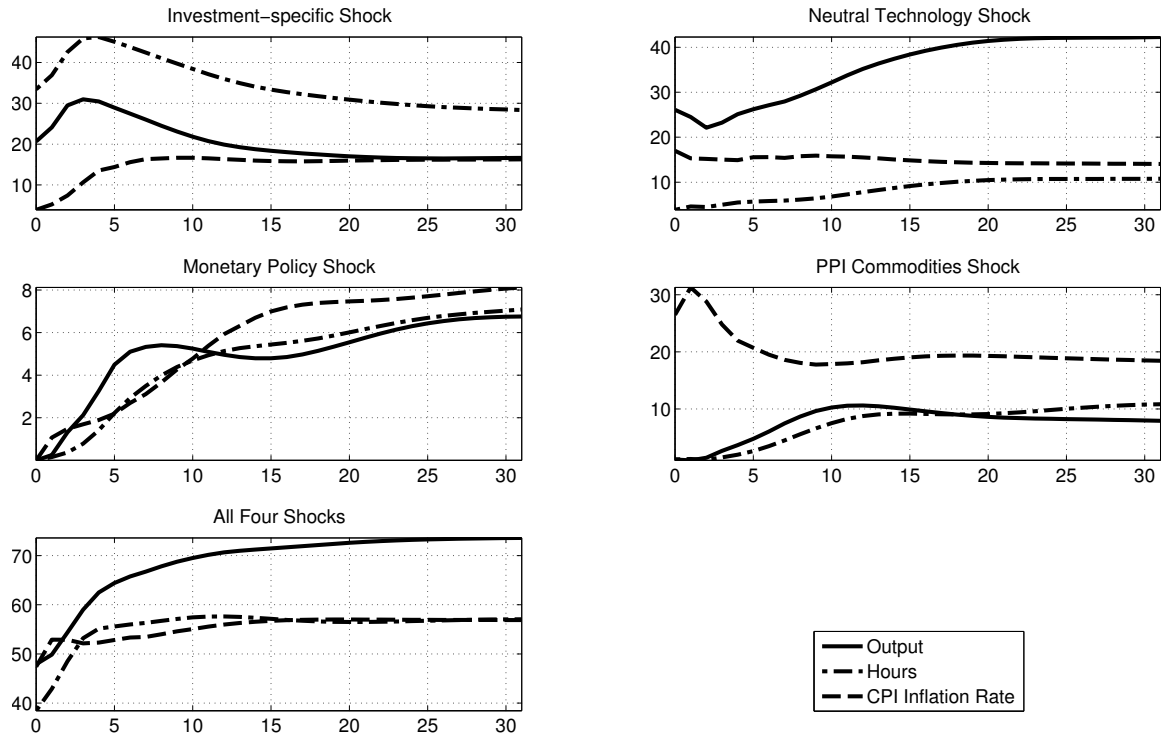 Investment-specific Shock
40
30
20
10
0 5 10 15 20 25 30
Neutral Technology Shock
40
30
20
10
0 5 10 15 20 25 30
Monetary Policy Shock
8
6
4
2
0 5 10 15 20 25 30
PPI Commodities Shock
30
20
10
0 5 10 15 20 25 30
All Four Shocks
70
60
50
40
0 5 10 15 20 25 30
Output
Hours
CPI Inflation Rate